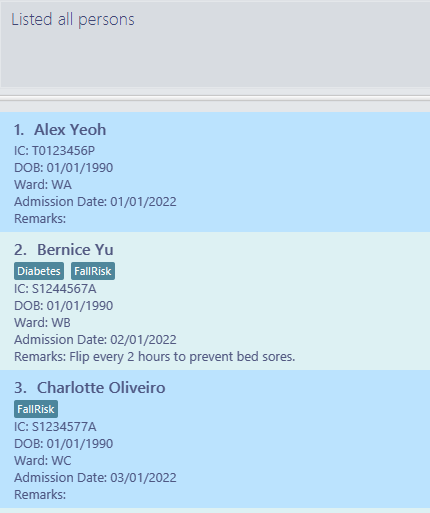 Listed all persons
1. Alex Yeoh
IC: T0123456P
DOB: 01/01/1990
Ward: WA
Admission Date: 01/01/2022
Remarks:
2. Bernice Yu
Diabetes FallRisk
IC: S1244567A
DOB: 01/01/1990
Ward: WB
Admission Date: 02/01/2022
Remarks: Flip every 2 hours to prevent bed sores.
3. Charlotte Oliveiro
FallRisk
IC: S1234577A
DOB: 01/01/1990
Ward: WC
Admission Date: 03/01/2022
Remarks: